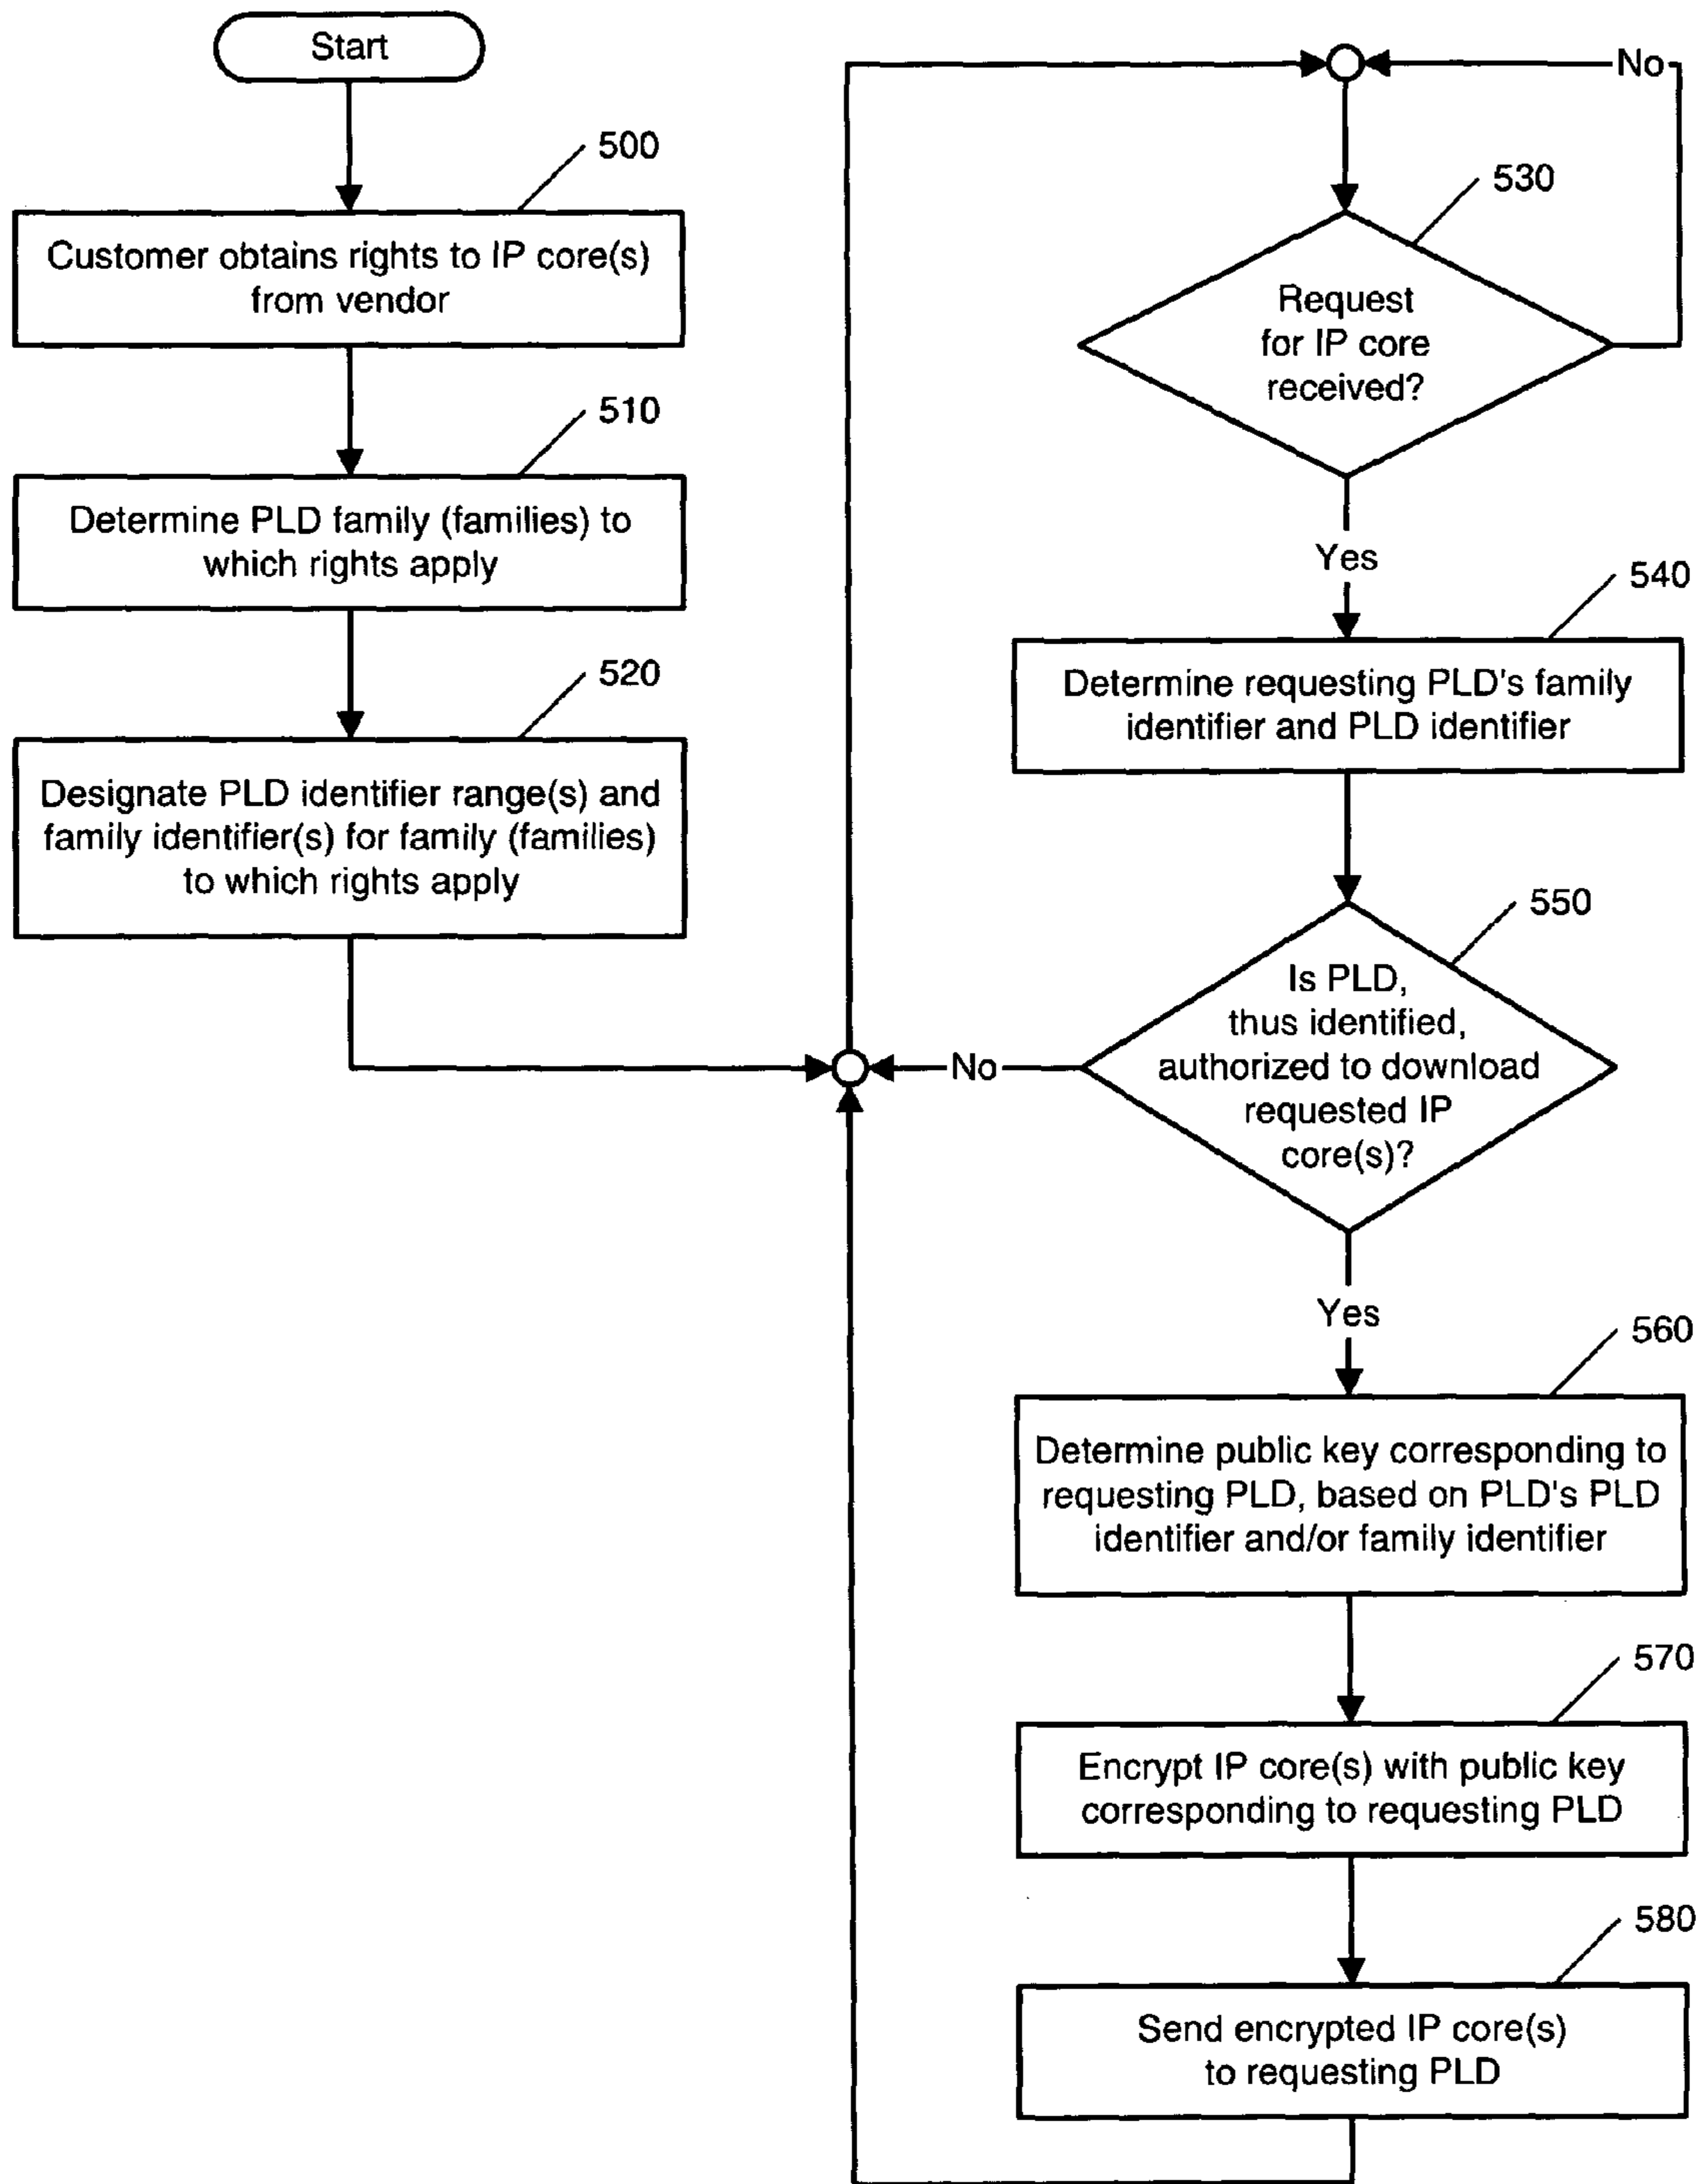 Start
500
Customer obtains rights to IP core(s)
from vendor
510
Determine PLD family (families) to
which rights apply
520
Designate PLD identifier range(s) and
family identifier(s) for family (families)
to which rights apply
No
530
Request
for IP core
received?
Yes
540
Determine requesting PLD's family
identifier and PLD identifier
550
Is PLD,
thus identified,
authorized to download
requested IP
core(s)?
No
Yes
560
Determine public key corresponding to
requesting PLD, based on PLD's PLD
identifier and/or family identifier
570
Encrypt IP core(s) with public key
corresponding to requesting PLD
580
Send encrypted IP core(s)
to requesting PLD